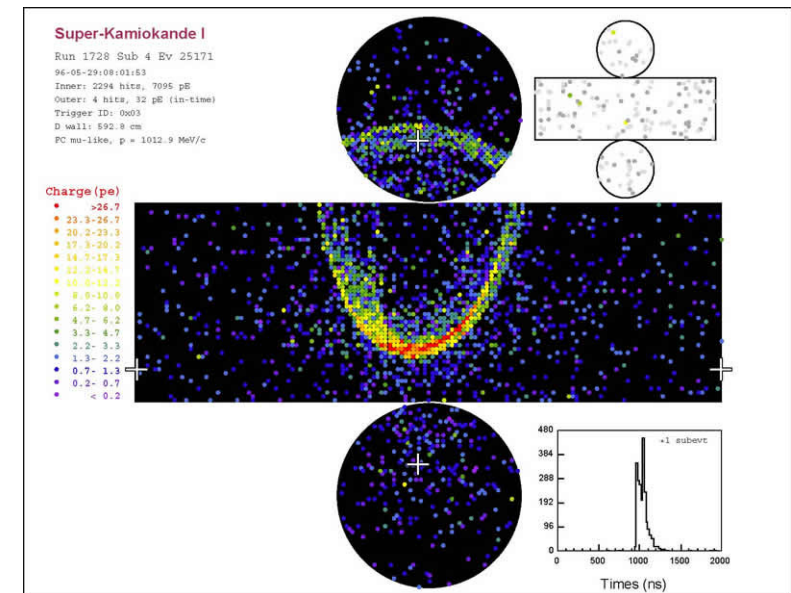 Super-Kamiokande I
Run 1728 Sub 4 Ev 25171
96-05-29:08:01:53
Inner: 2294 hits, 7095 pE
Outer: 4 hits, 32 pE (in-time)
Trigger ID: 0x03
D wall: 592.8 cm
FC mu-like, p = 1012.9 MeV/c
Charge(pe)
>26.7
23.3-26.7
20.2-23.3
17.3-20.2
14.7-17.3
12.2-14.7
10.0-12.2
8.0-10.0
6.2- 8.0
4.7- 6.2
3.3- 4.7
2.2- 3.3
1.3- 2.2
0.7- 1.3
0.2- 0.7
< 0.2
480
384
288
192
96
0
+1 subevt
0 500 1000 1500 2000
Times (ns)